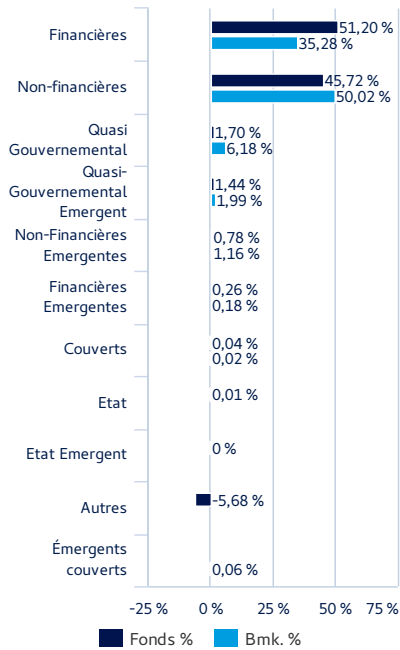 Financières
51,20 %
35,28 %
Non-financières
45,72 %
50,02 %
Quasi
Gouvernemental
1,70 %
6,18 %
Quasi-
Gouvernemental
Emergent
1,44 %
1,99 %
Non-Financières
Emergentes
0,78 %
1,16 %
Financières
Emergentes
0,26 %
0,18 %
Couverts
0,04 %
0,02 %
Etat
0,01 %
Etat Emergent
0 %
Autres
-5,68 %
Émergents
couverts
0,06 %
-25 % 0 % 25 % 50 % 75 %
Fonds % Bmk. %